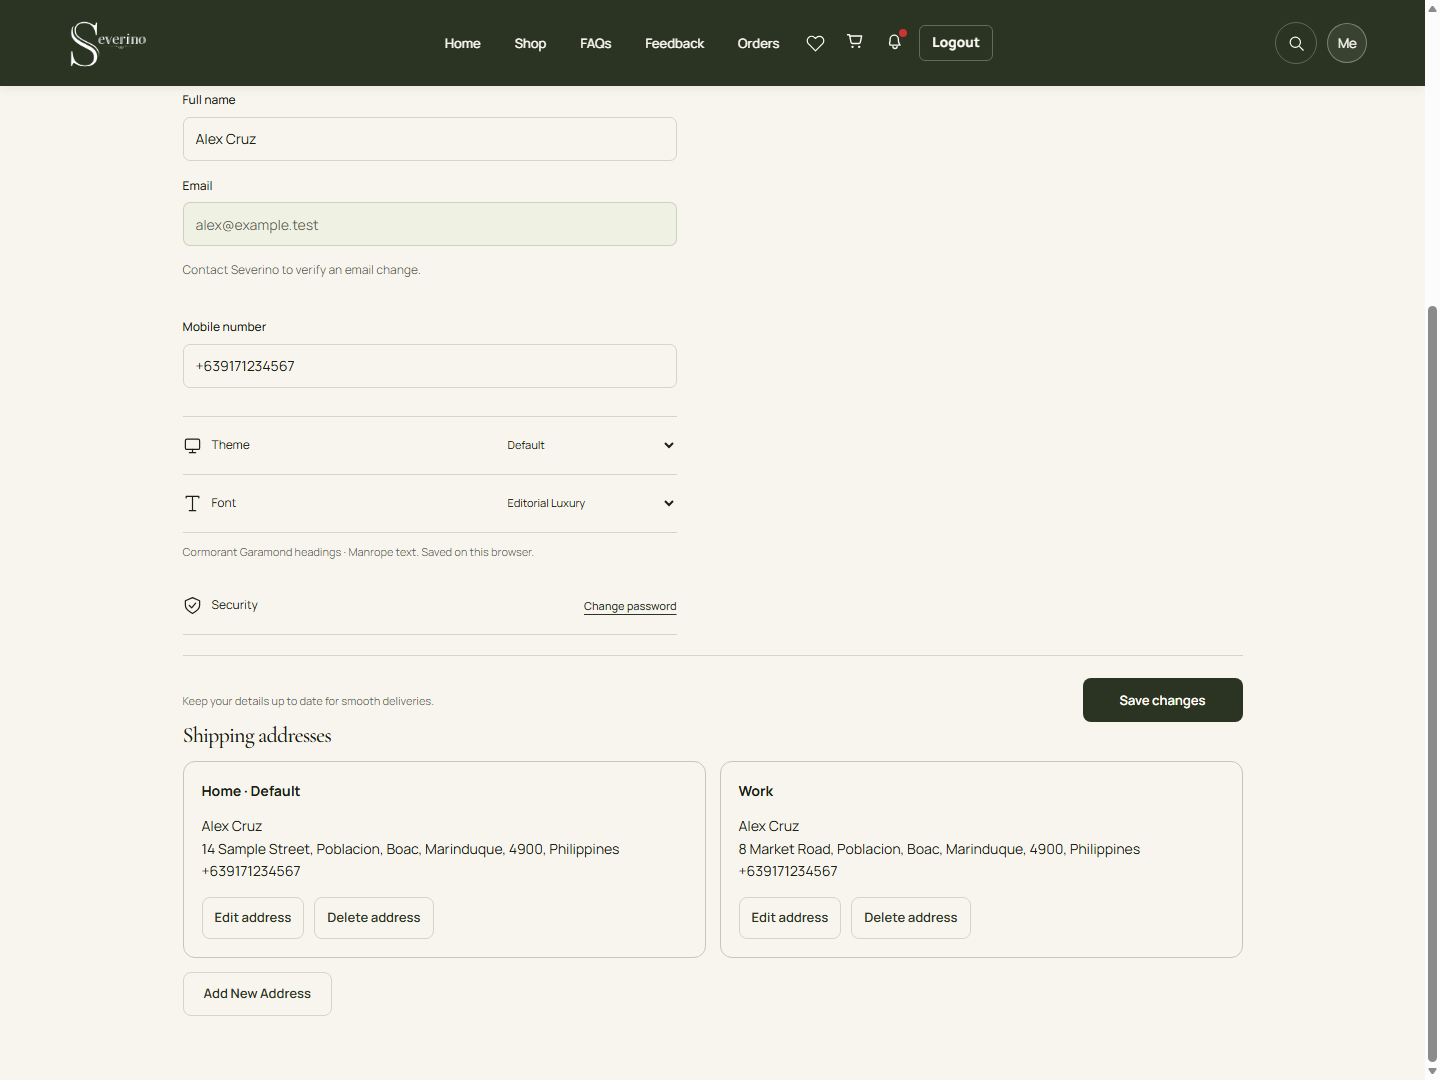 Severino
Home
Shop
FAQs
Feedback
Orders
Logout
Me
Full name
Alex Cruz
Email
alex@example.test
Contact Severino to verify an email change.
Mobile number
+639171234567
Theme
Default
Font
Editorial Luxury
Cormorant Garamond headings · Manrope text. Saved on this browser.
Security
Change password
Keep your details up to date for smooth deliveries.
Save changes
Shipping addresses
Home · Default
Alex Cruz
14 Sample Street, Poblacion, Boac, Marinduque, 4900, Philippines
+639171234567
Edit address
Delete address
Work
Alex Cruz
8 Market Road, Poblacion, Boac, Marinduque, 4900, Philippines
+639171234567
Edit address
Delete address
Add New Address